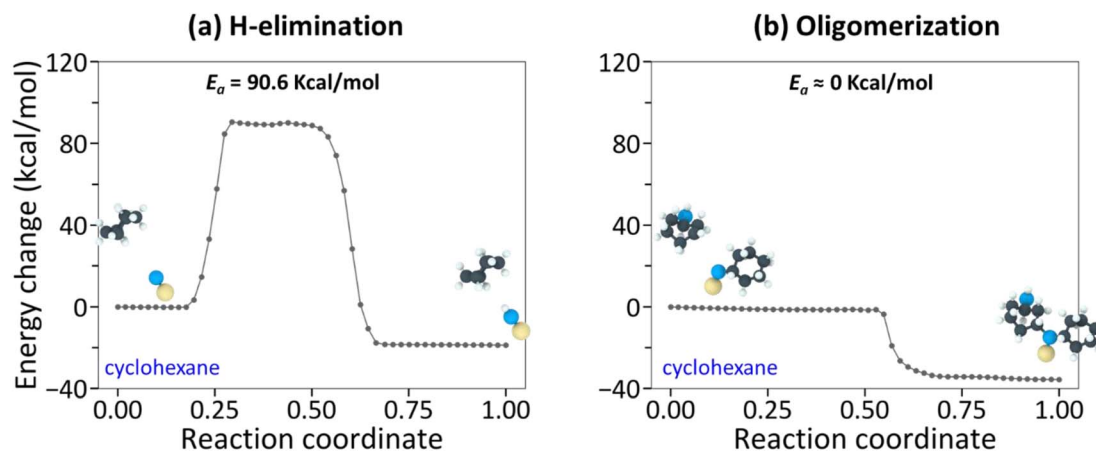 (a) H-elimination
(b) Oligomerization
Energy change (kcal/mol)
120
80
40
0
−40
Eₐ = 90.6 Kcal/mol
cyclohexane
0.00 0.25 0.50 0.75 1.00
Reaction coordinate
120
80
40
0
−40
Eₐ ≈ 0 Kcal/mol
cyclohexane
0.00 0.25 0.50 0.75 1.00
Reaction coordinate